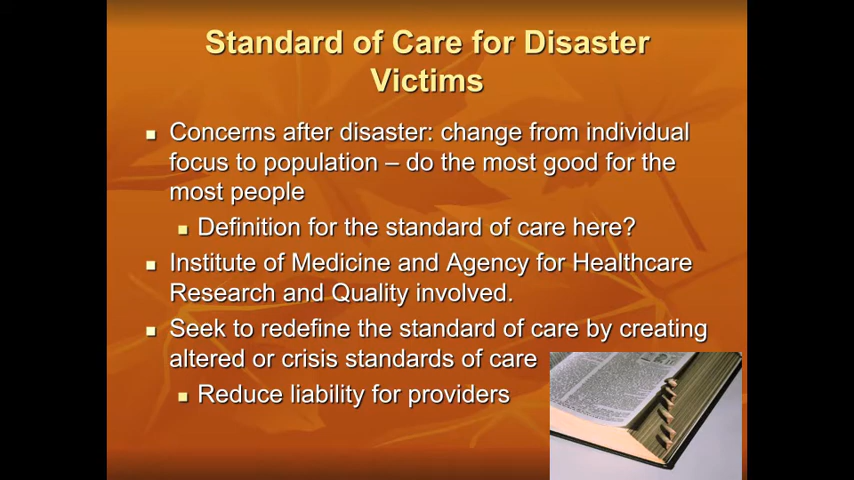 Standard of Care for Disaster
Victims
Concerns after disaster: change from individual
focus to population – do the most good for the
most people
Definition for the standard of care here?
Institute of Medicine and Agency for Healthcare
Research and Quality involved.
Seek to redefine the standard of care by creating
altered or crisis standards of care
Reduce liability for providers